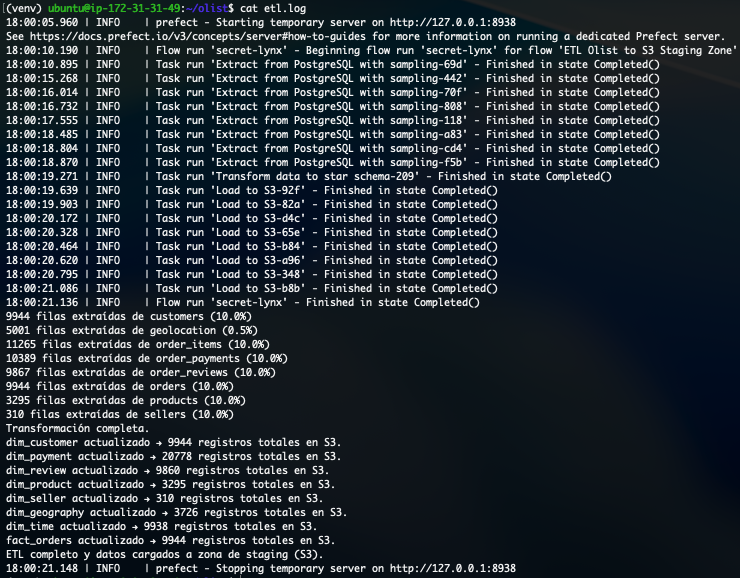 (venv) ubuntu@ip-172-31-31-49:~/olist$ cat etl.log
18:00:05.960 | INFO    | prefect - Starting temporary server on http://127.0.0.1:8938
See https://docs.prefect.io/v3/concepts/server#how-to-guides for more information on running a dedicated Prefect server.
18:00:10.190 | INFO    | Flow run 'secret-lynx' - Beginning flow run 'secret-lynx' for flow 'ETL Olist to S3 Staging Zone'
18:00:10.895 | INFO    | Task run 'Extract from PostgreSQL with sampling-69d' - Finished in state Completed()
18:00:15.268 | INFO    | Task run 'Extract from PostgreSQL with sampling-442' - Finished in state Completed()
18:00:16.014 | INFO    | Task run 'Extract from PostgreSQL with sampling-70f' - Finished in state Completed()
18:00:16.732 | INFO    | Task run 'Extract from PostgreSQL with sampling-808' - Finished in state Completed()
18:00:17.555 | INFO    | Task run 'Extract from PostgreSQL with sampling-118' - Finished in state Completed()
18:00:18.485 | INFO    | Task run 'Extract from PostgreSQL with sampling-a83' - Finished in state Completed()
18:00:18.804 | INFO    | Task run 'Extract from PostgreSQL with sampling-cd4' - Finished in state Completed()
18:00:18.870 | INFO    | Task run 'Extract from PostgreSQL with sampling-f5b' - Finished in state Completed()
18:00:19.271 | INFO    | Task run 'Transform data to star schema-209' - Finished in state Completed()
18:00:19.639 | INFO    | Task run 'Load to S3-92f' - Finished in state Completed()
18:00:19.903 | INFO    | Task run 'Load to S3-82a' - Finished in state Completed()
18:00:20.172 | INFO    | Task run 'Load to S3-d4c' - Finished in state Completed()
18:00:20.328 | INFO    | Task run 'Load to S3-65e' - Finished in state Completed()
18:00:20.464 | INFO    | Task run 'Load to S3-b84' - Finished in state Completed()
18:00:20.620 | INFO    | Task run 'Load to S3-a96' - Finished in state Completed()
18:00:20.795 | INFO    | Task run 'Load to S3-348' - Finished in state Completed()
18:00:21.086 | INFO    | Task run 'Load to S3-b8b' - Finished in state Completed()
18:00:21.136 | INFO    | Flow run 'secret-lynx' - Finished in state Completed()
9944 filas extraídas de customers (10.0%)
5001 filas extraídas de geolocation (0.5%)
11265 filas extraídas de order_items (10.0%)
10389 filas extraídas de order_payments (10.0%)
9867 filas extraídas de order_reviews (10.0%)
9944 filas extraídas de orders (10.0%)
3295 filas extraídas de products (10.0%)
310 filas extraídas de sellers (10.0%)
Transformación completa.
dim_customer actualizado → 9944 registros totales en S3.
dim_payment actualizado → 20778 registros totales en S3.
dim_review actualizado → 9860 registros totales en S3.
dim_product actualizado → 3295 registros totales en S3.
dim_seller actualizado → 310 registros totales en S3.
dim_geography actualizado → 3726 registros totales en S3.
dim_time actualizado → 9938 registros totales en S3.
fact_orders actualizado → 9944 registros totales en S3.
ETL completo y datos cargados a zona de staging (S3).
18:00:21.148 | INFO    | prefect - Stopping temporary server on http://127.0.0.1:8938